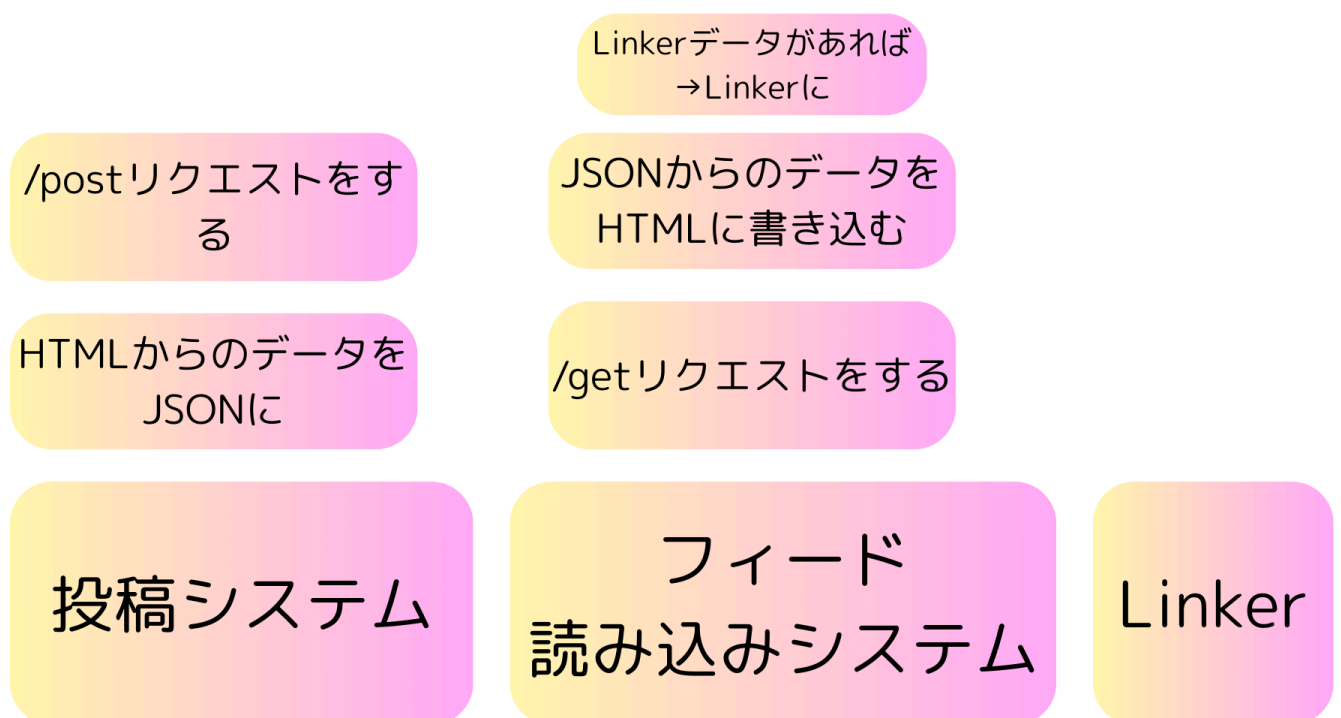 Linkerデータがあれば
→Linkerに
/postリクエストをす
る
JSONからのデータを
HTMLに書き込む
HTMLからのデータを
JSONに
/getリクエストをする
投稿システム
フィード
読み込みシステム
Linker